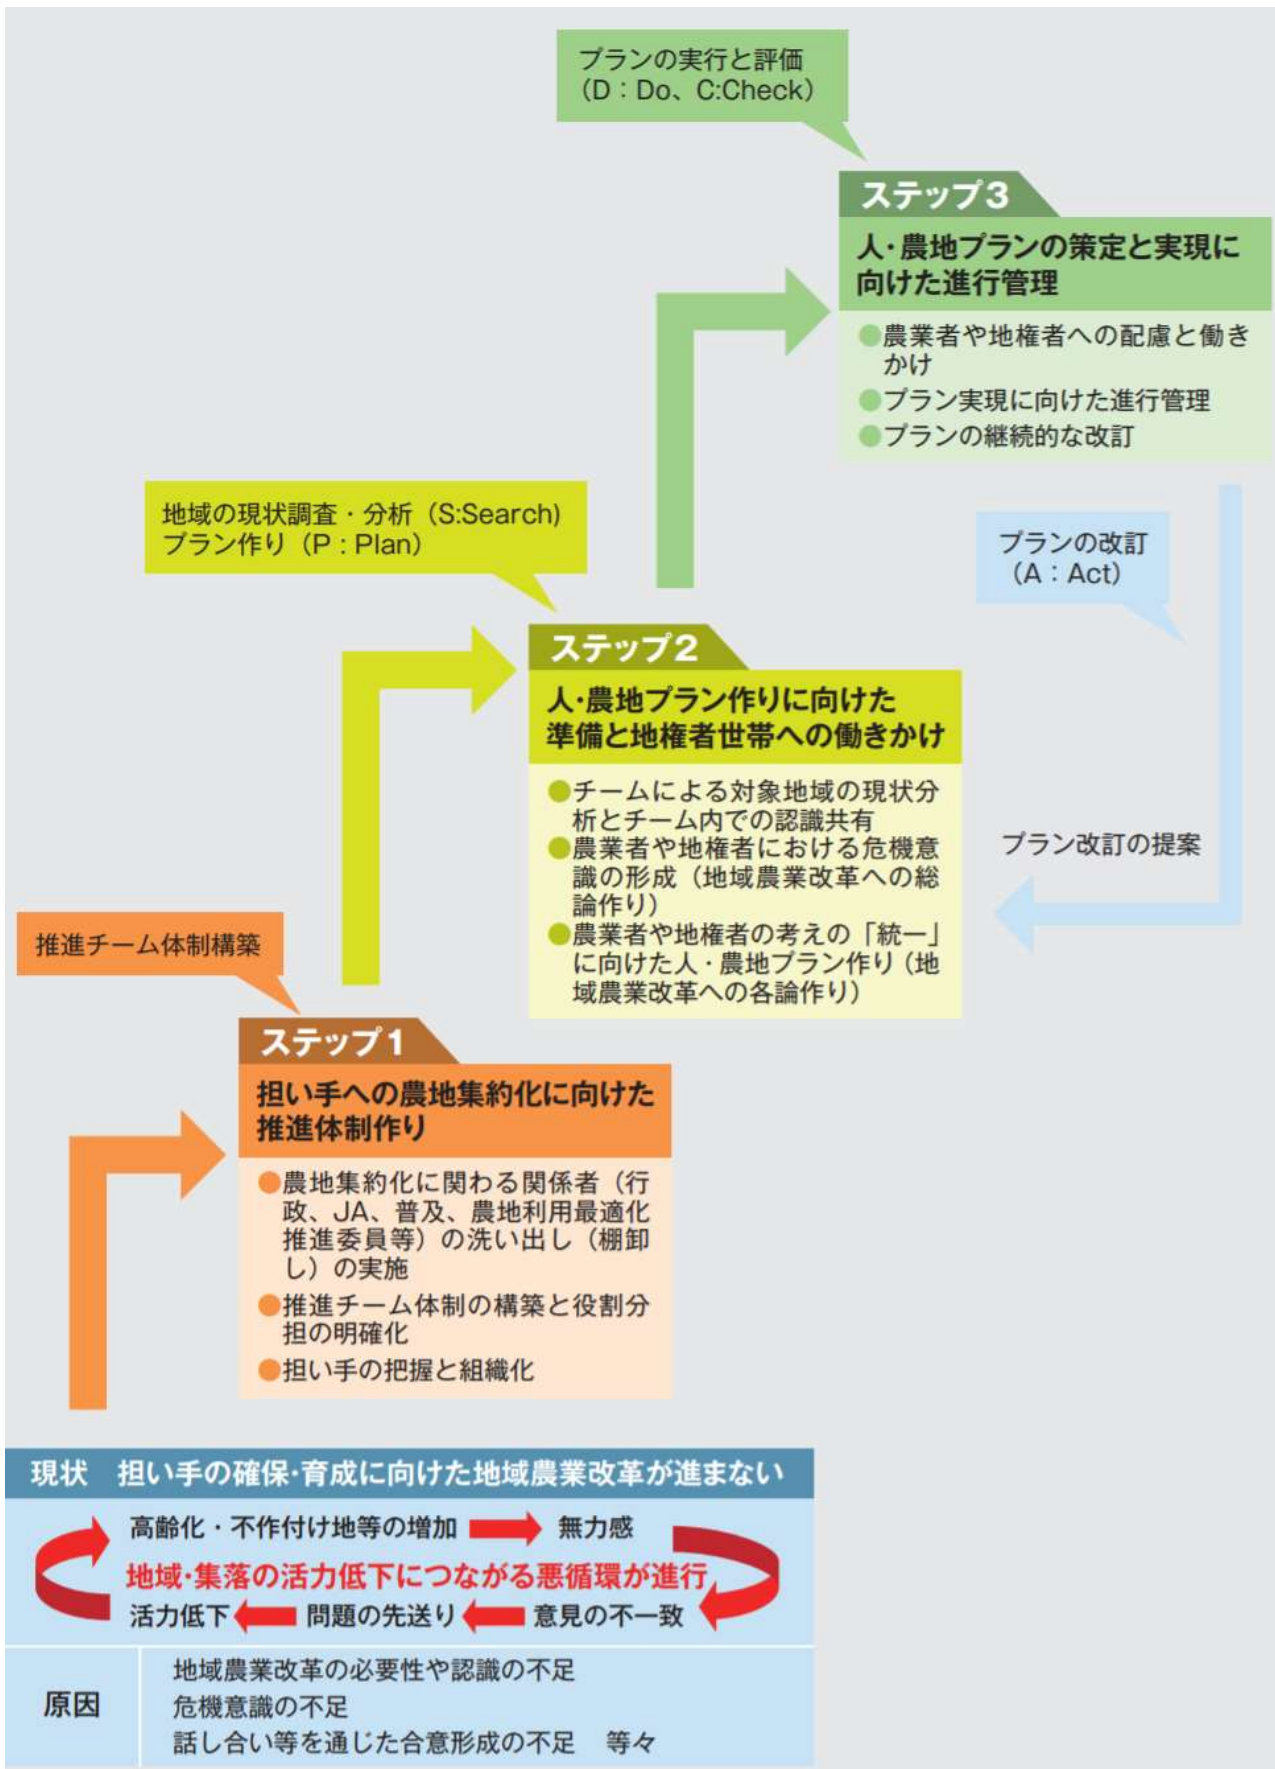 プランの実行と評価
（D：Do、C:Check）
ステップ3
人・農地プランの策定と実現に
向けた進行管理
●農業者や地権者への配慮と働き
かけ
●プラン実現に向けた進行管理
●プランの継続的な改訂
地域の現状調査・分析（S:Search)
プラン作り（P：Plan）
プランの改訂
（A：Act）
ステップ2
人・農地プラン作りに向けた
準備と地権者世帯への働きかけ
●チームによる対象地域の現状分
析とチーム内での認識共有
●農業者や地権者における危機意
識の形成（地域農業改革への総
論作り）
●農業者や地権者の考えの「統一」
に向けた人・農地プラン作り（地
域農業改革への各論作り）
プラン改訂の提案
推進チーム体制構築
ステップ1
担い手への農地集約化に向けた
推進体制作り
●農地集約化に関わる関係者（行
政、JA、普及、農地利用最適化
推進委員等）の洗い出し（棚卸
し）の実施
●推進チーム体制の構築と役割分
担の明確化
●担い手の把握と組織化
現状 担い手の確保・育成に向けた地域農業改革が進まない
高齢化・不作付け地等の増加 無力感
地域・集落の活力低下につながる悪循環が進行
活力低下 問題の先送り 意見の不一致
原因
地域農業改革の必要性や認識の不足
危機意識の不足
話し合い等を通じた合意形成の不足 等々